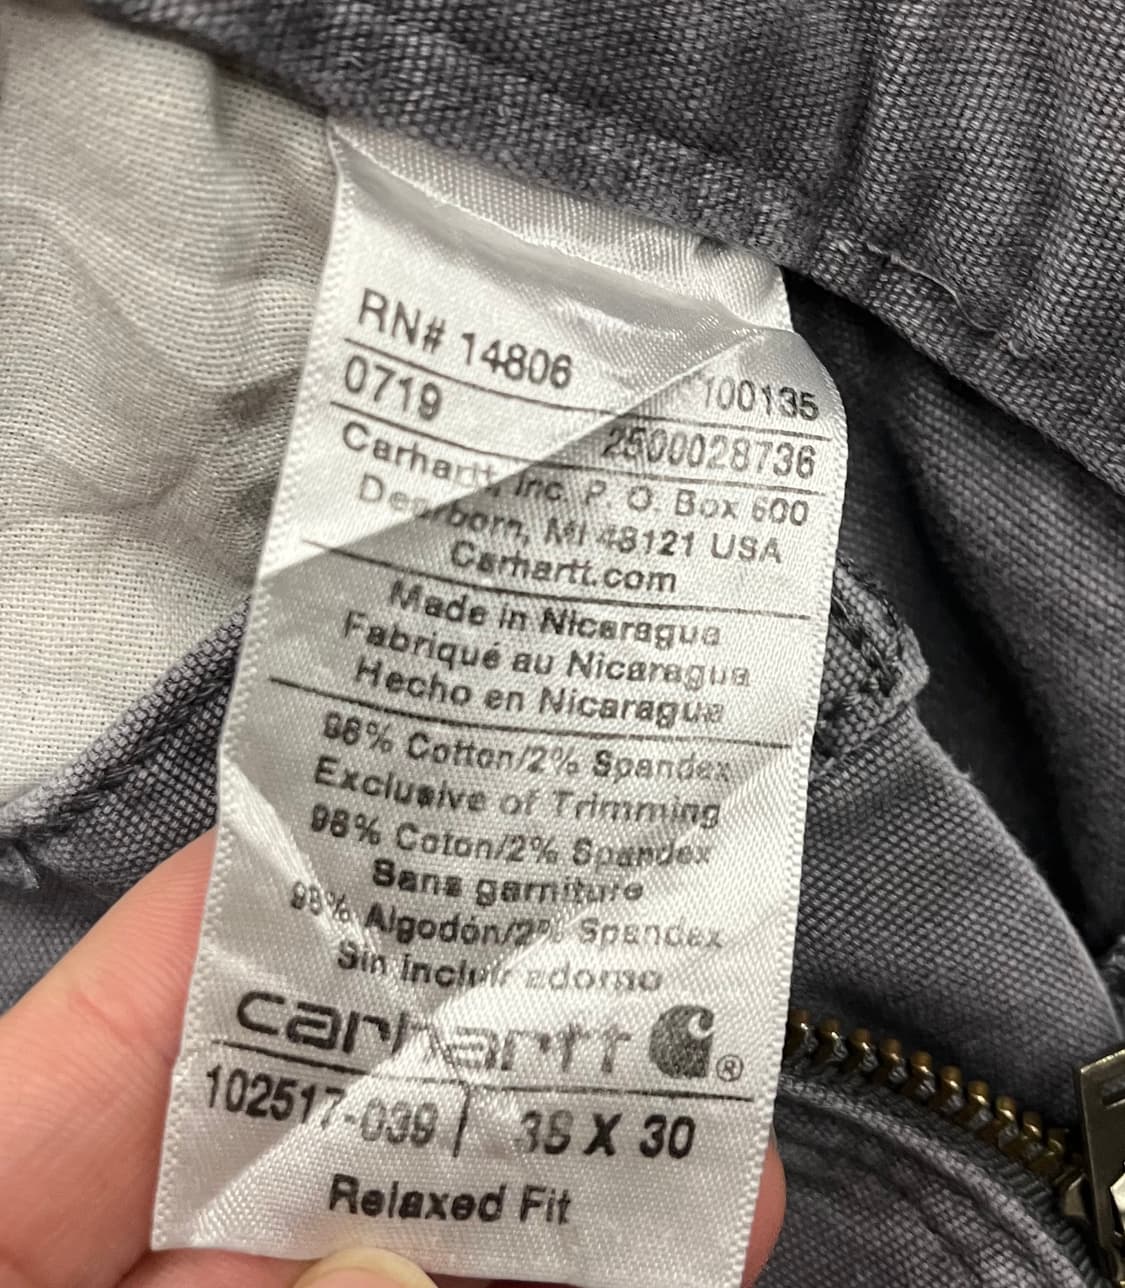 RN# 14806 100135
0719 2500028736
Carhartt, Inc. P. O. Box 600
Dearborn, MI 48121 USA
Carhartt.com
Made in Nicaragua
Fabriqué au Nicaragua
Hecho en Nicaragua
98% Cotton/2% Spandex
Exclusive of Trimming
98% Coton/2% Spandex
Sans garniture
98% Algodón/2% Spandex
Sin incluir adorno
carhartt ®
102517-039 | 38 X 30
Relaxed Fit